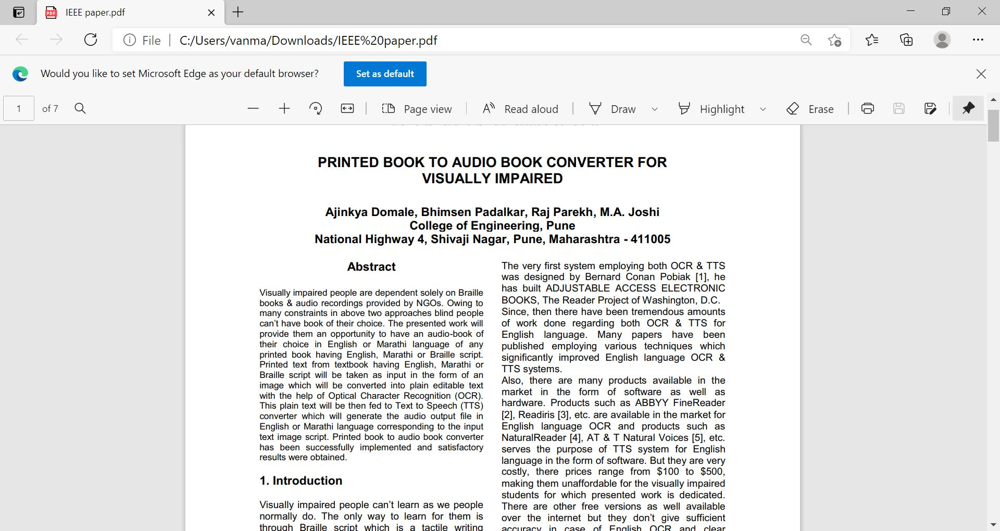 IEEE paper.pdf
File
C:/Users/vanma/Downloads/IEEE%20paper.pdf
Would you like to set Microsoft Edge as your default browser?
Set as default
1 of 7
Page view
Read aloud
Draw
Highlight
Erase
PRINTED BOOK TO AUDIO BOOK CONVERTER FOR
VISUALLY IMPAIRED
Ajinkya Domale, Bhimsen Padalkar, Raj Parekh, M.A. Joshi
College of Engineering, Pune
National Highway 4, Shivaji Nagar, Pune, Maharashtra - 411005
Abstract
Visually impaired people are dependent solely on Braille
books & audio recordings provided by NGOs. Owing to
many constraints in above two approaches blind people
can't have book of their choice. The presented work will
provide them an opportunity to have an audio-book of
their choice in English or Marathi language of any
printed book having English, Marathi or Braille script.
Printed text from textbook having English, Marathi or
Braille script will be taken as input in the form of an
image which will be converted into plain editable text
with the help of Optical Character Recognition (OCR).
This plain text will be then fed to Text to Speech (TTS)
converter which will generate the audio output file in
English or Marathi language corresponding to the input
text image script. Printed book to audio book converter
has been successfully implemented and satisfactory
results were obtained.
1. Introduction
Visually impaired people can't learn as we people
normally do. The only way to learn for them is
through Braille script which is a tactile writing
The very first system employing both OCR & TTS
was designed by Bernard Conan Pobiak [1], he
has built ADJUSTABLE ACCESS ELECTRONIC
BOOKS, The Reader Project of Washington, D.C.
Since, then there have been tremendous amounts
of work done regarding both OCR & TTS for
English language. Many papers have been
published employing various techniques which
significantly improved English language OCR &
TTS systems.
Also, there are many products available in the
market in the form of software as well as
hardware. Products such as ABBYY FineReader
[2], Readiris [3], etc. are available in the market for
English language OCR and products such as
NaturalReader [4], AT & T Natural Voices [5], etc.
serves the purpose of TTS system for English
language in the form of software. But they are very
costly, there prices range from $100 to $500,
making them unaffordable for the visually impaired
students for which presented work is dedicated.
There are other free versions as well available
over the internet but they don't give sufficient
accuracy in case of English OCR and clear